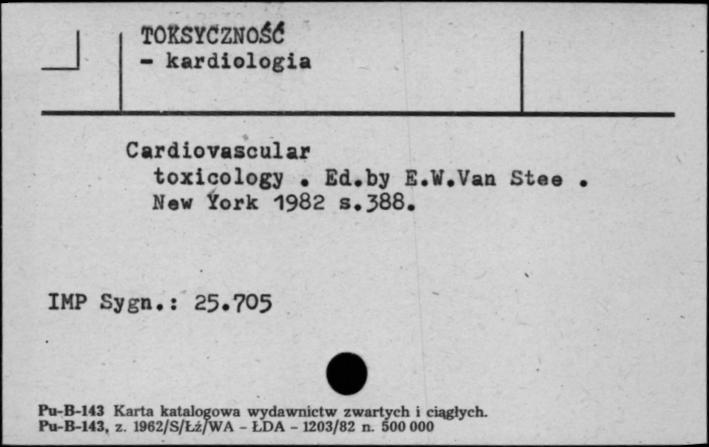 TOKSYCZNOŚĆ
- kardiologia
Cardiovascular
toxicology . Ed.by E.W.Van Stee .
New York 1982 s.388.
IMP Sygn.: 25.705
Pu-B-143 Karta katalogowa wydawnictw zwartych i ciągłych.
Pu-B-143, z. 1962/S/Łź/WA - ŁDA - 1203/82 n. 500 000